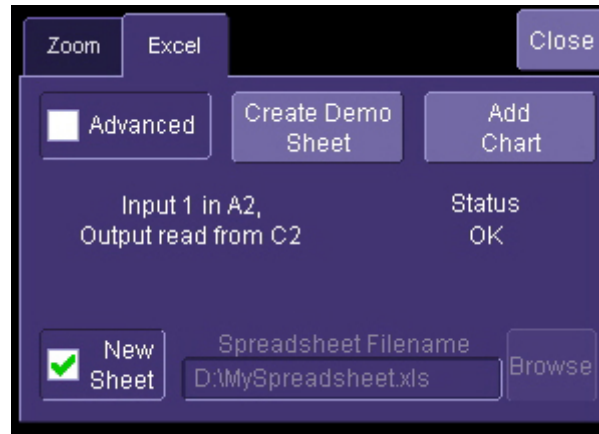 Zoom
Excel
Close
Advanced
Create Demo
Sheet
Add
Chart
Input 1 in A2,
Output read from C2
Status
OK
New
Sheet
Spreadsheet Filename
D:\MySpreadsheet.xls
Browse